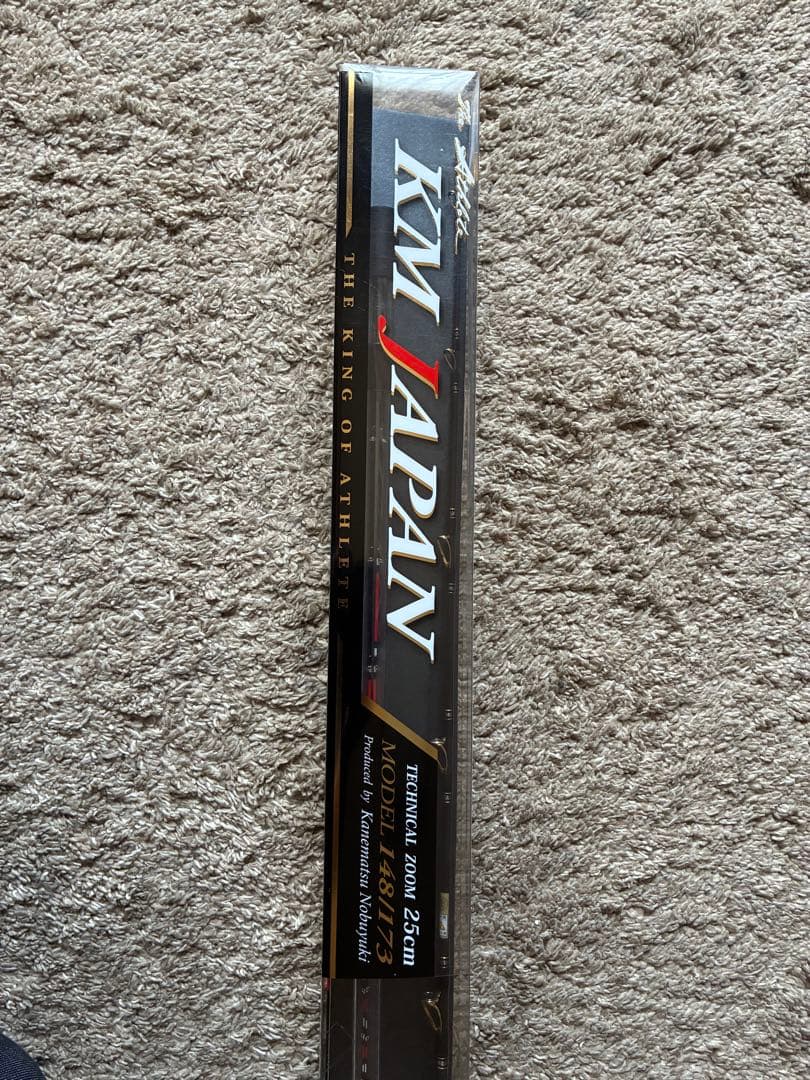 The Athlete
KM JAPAN
THE KING OF ATHLETE
TECHNICAL ZOOM 25cm
MODEL 148/173
Produced by Kanematsu Nobuyuki